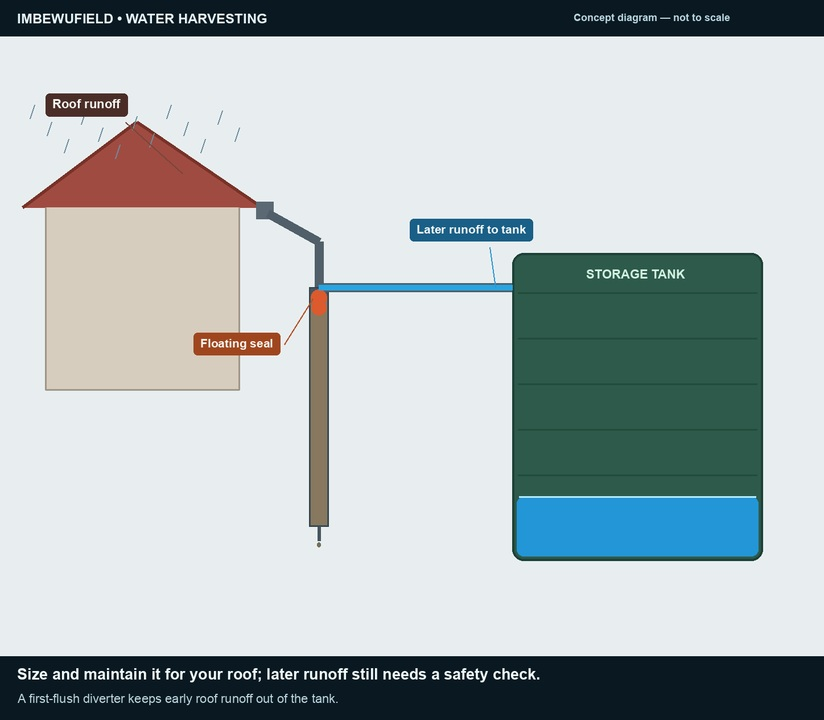 IMBEWUFIELD • WATER HARVESTING
Concept diagram — not to scale
Roof runoff
Later runoff to tank
STORAGE TANK
Floating seal
Size and maintain it for your roof; later runoff still needs a safety check.
A first-flush diverter keeps early roof runoff out of the tank.